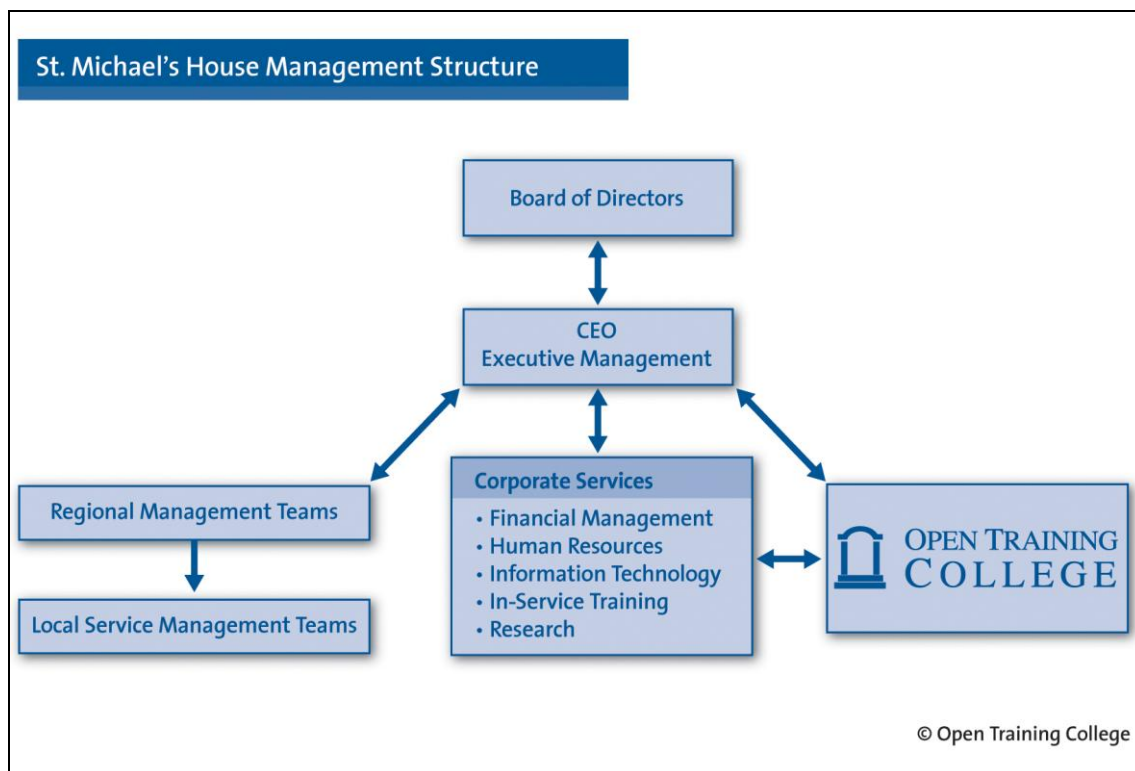 St. Michael’s House Management Structure
Board of Directors
CEO
Executive Management
Regional Management Teams
Local Service Management Teams
Corporate Services
• Financial Management
• Human Resources
• Information Technology
• In-Service Training
• Research
OPEN TRAINING
COLLEGE
© Open Training College